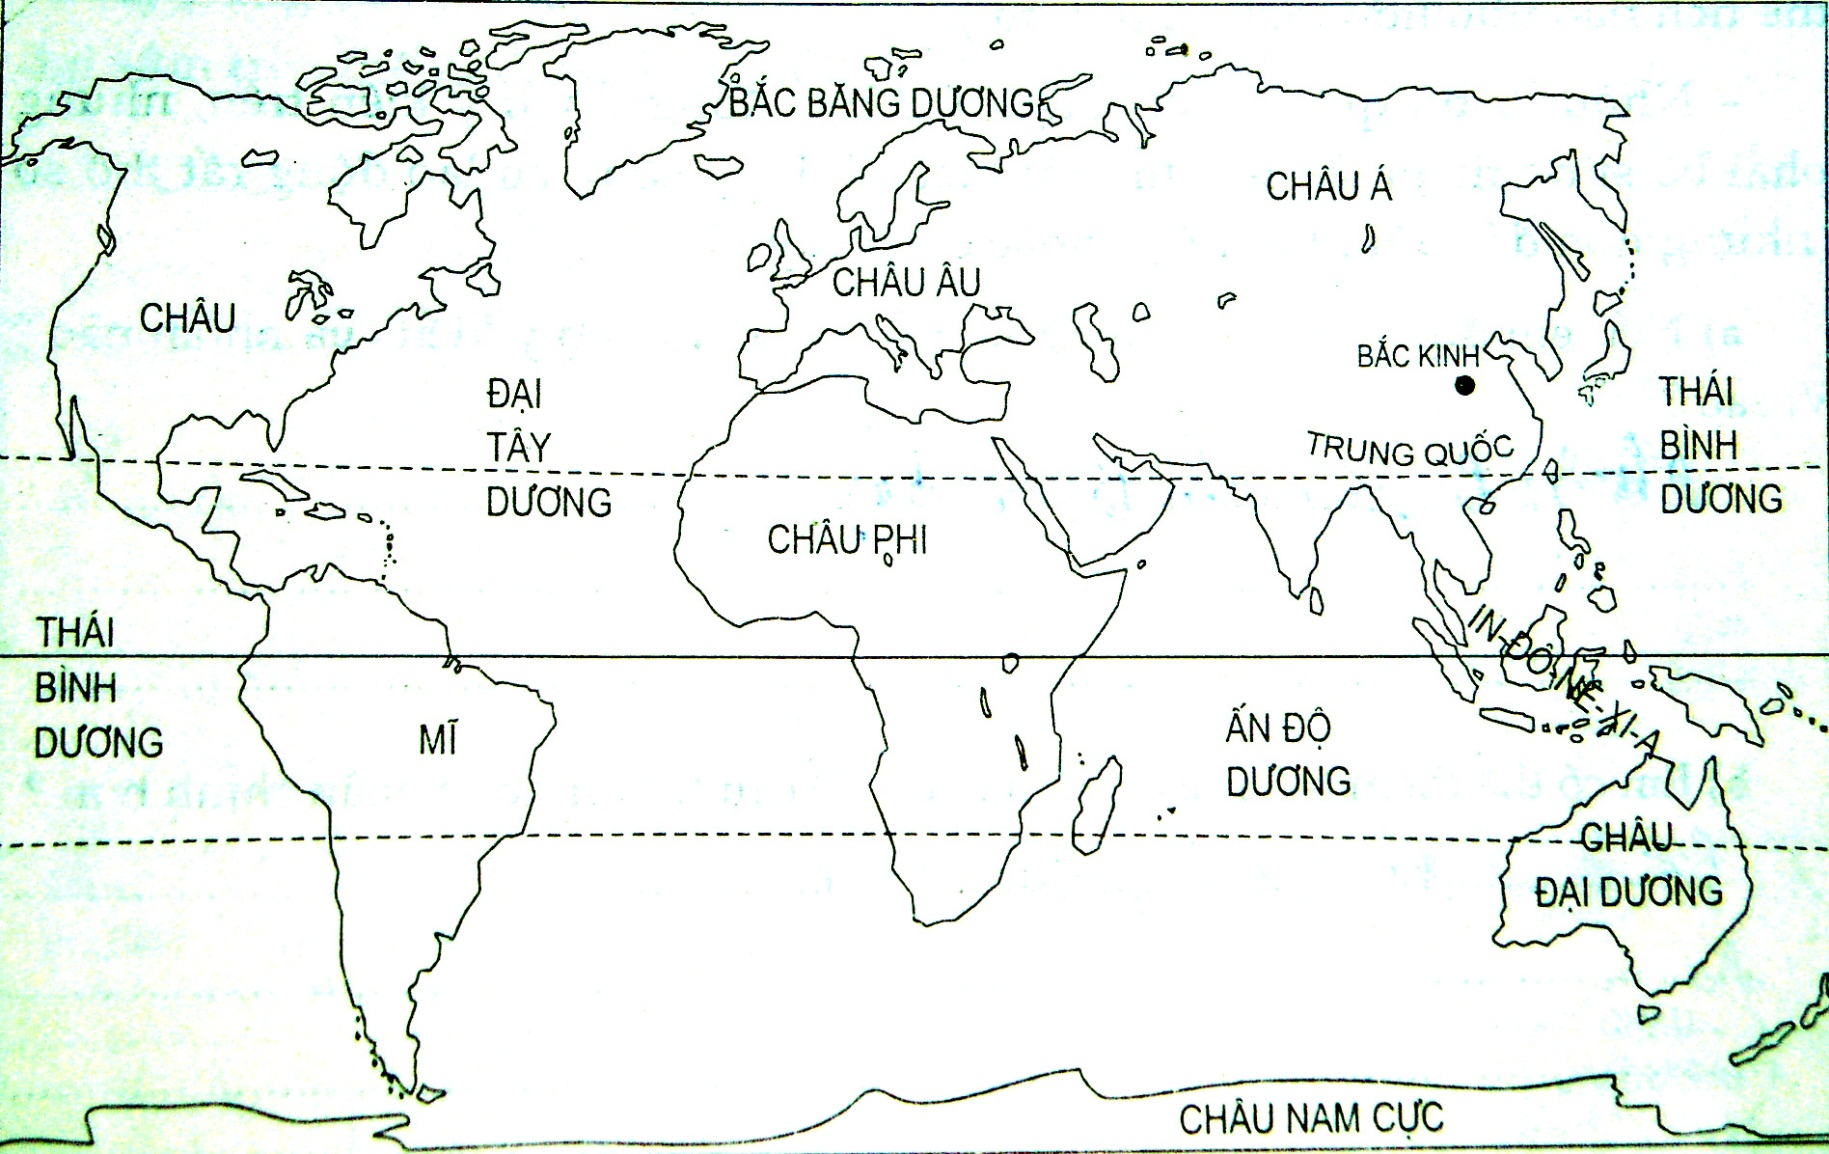 BẮC BĂNG DƯƠNG
CHÂU Á
CHÂU ÂU
CHÂU
BẮC KINH
ĐẠI
TÂY
DƯƠNG
THÁI
BÌNH
DƯƠNG
TRUNG QUỐC
CHÂU PHI
THÁI
BÌNH
DƯƠNG
IN-ĐÔ-NÊ-XI-A
MĨ
ẤN ĐỘ
DƯƠNG
CHÂU
ĐẠI DƯƠNG
CHÂU NAM CỰC